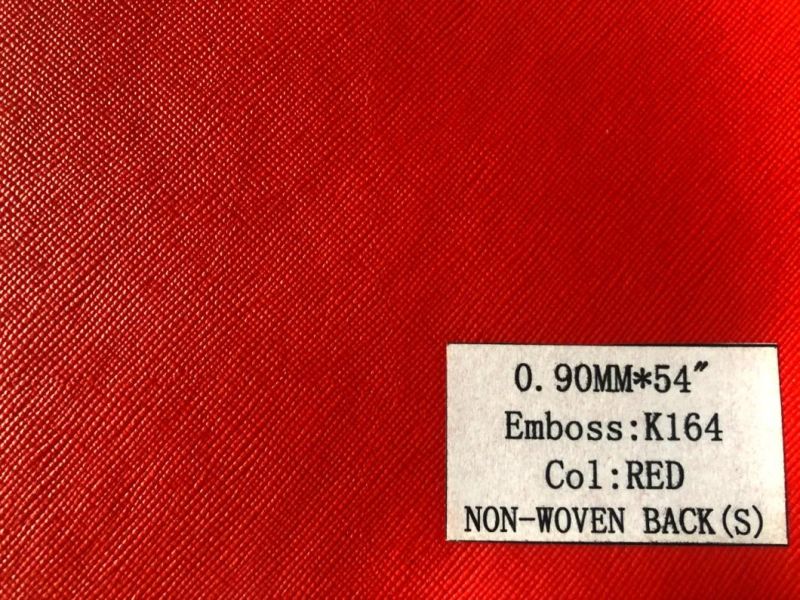 0.90MM*54"
Emboss:K164
Col:RED
NON-WOVEN BACK(S)